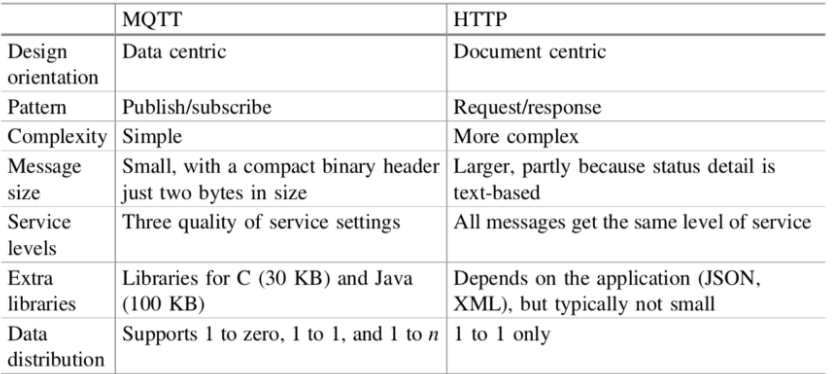 MQTT HTTP
Design orientation Data centric Document centric
Pattern Publish/subscribe Request/response
Complexity Simple More complex
Message size Small, with a compact binary header just two bytes in size Larger, partly because status detail is text-based
Service levels Three quality of service settings All messages get the same level of service
Extra libraries Libraries for C (30 KB) and Java (100 KB) Depends on the application (JSON, XML), but typically not small
Data distribution Supports 1 to zero, 1 to 1, and 1 to n 1 to 1 only